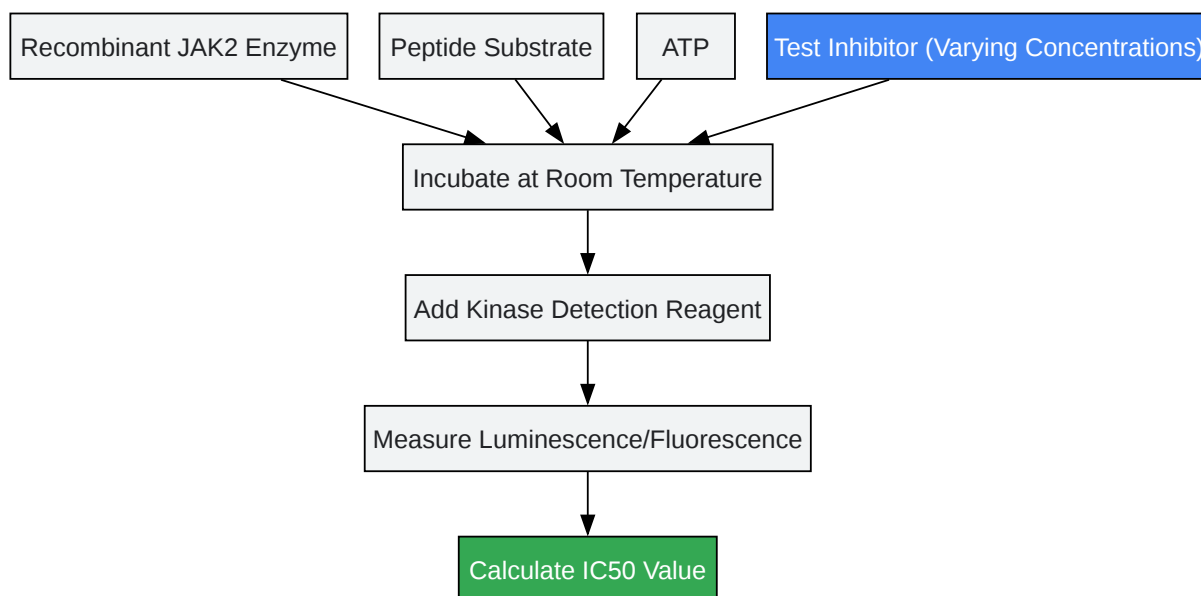 Recombinant JAK2 Enzyme
Peptide Substrate
ATP
Test Inhibitor (Varying Concentrations)
Incubate at Room Temperature
Add Kinase Detection Reagent
Measure Luminescence/Fluorescence
Calculate IC50 Value